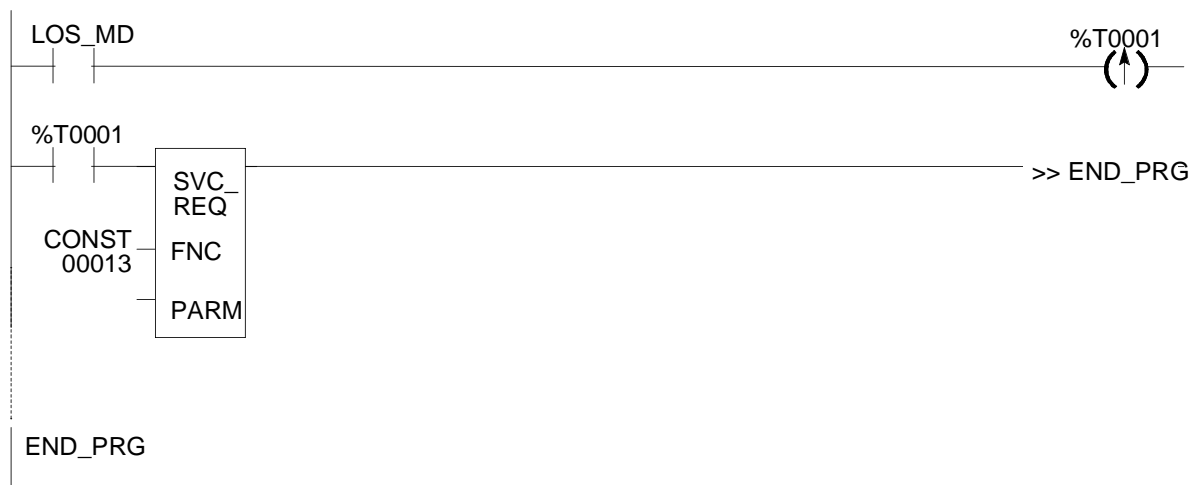 LOS_MD
%T0001
%T0001
SVC_
REQ
>> END_PRG
CONST
00013
FNC
PARM
END_PRG